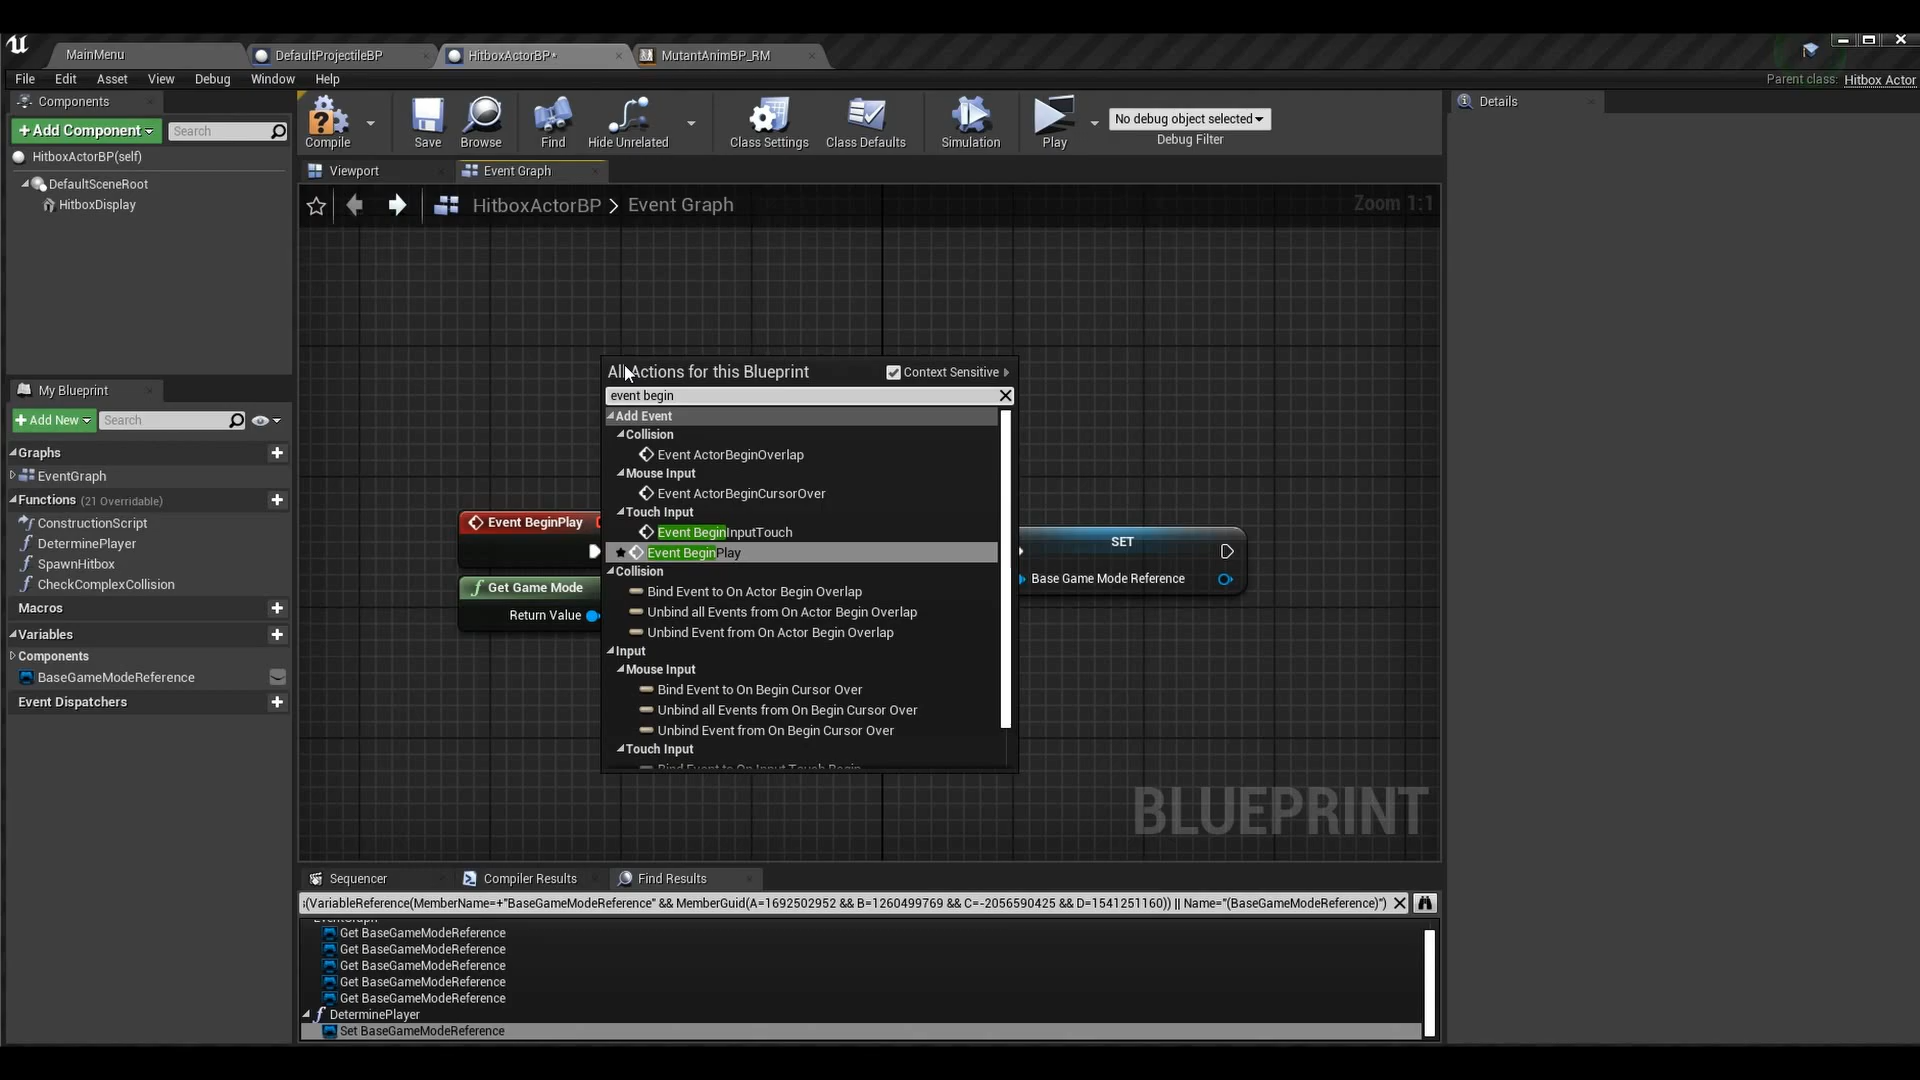 MainMenu
DefaultProjectileBP
HitboxActorBP*
MutantAnimBP_RM
File Edit Asset View Debug Window Help
Parent class: Hitbox Actor
Components
+Add Component
Search
HitboxActorBP(self)
DefaultSceneRoot
HitboxDisplay
Compile
Save
Browse
Find
Hide Unrelated
Class Settings
Class Defaults
Simulation
Play
No debug object selected
Debug Filter
Details
Viewport
Event Graph
HitboxActorBP > Event Graph
Zoom 1:1
My Blueprint
+Add New
Search
Graphs
EventGraph
Functions (21 Overridable)
ConstructionScript
DeterminePlayer
SpawnHitbox
CheckComplexCollision
Macros
Variables
Components
BaseGameModeReference
Event Dispatchers
Event BeginPlay
Get Game Mode
Return Value
SET
Base Game Mode Reference
All Actions for this Blueprint
Context Sensitive
event begin
Add Event
Collision
Event ActorBeginOverlap
Mouse Input
Event ActorBeginCursorOver
Touch Input
Event BeginInputTouch
Event BeginPlay
Collision
Bind Event to On Actor Begin Overlap
Unbind all Events from On Actor Begin Overlap
Unbind Event from On Actor Begin Overlap
Input
Mouse Input
Bind Event to On Begin Cursor Over
Unbind all Events from On Begin Cursor Over
Unbind Event from On Begin Cursor Over
Touch Input
Bind Event to On Input Touch Begin
BLUEPRINT
Sequencer
Compiler Results
Find Results
s(VariableReference(MemberName=+"BaseGameModeReference" && MemberGuid(A=1692502952 && B=1260499769 && C=-2056590425 && D=1541251160)) || Name="(BaseGameModeReference)")
EventGraph
Get BaseGameModeReference
Get BaseGameModeReference
Get BaseGameModeReference
Get BaseGameModeReference
Get BaseGameModeReference
DeterminePlayer
Set BaseGameModeReference